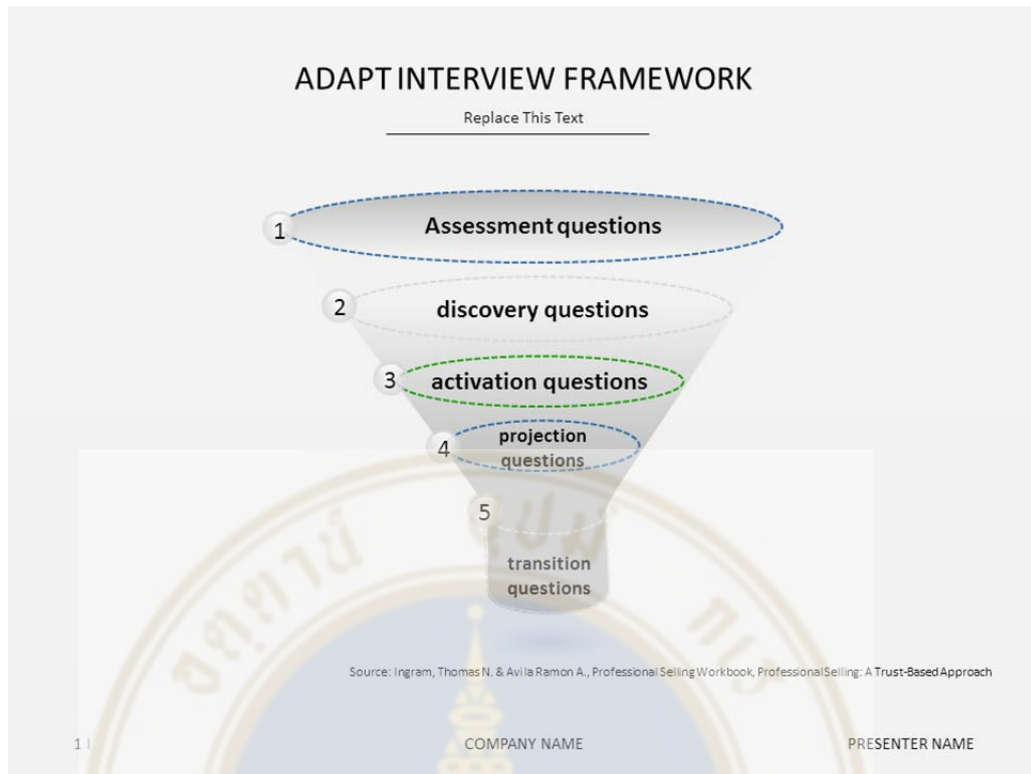 ADAPT INTERVIEW FRAMEWORK
Replace This Text
1
Assessment questions
2
discovery questions
3
activation questions
4
projection
questions
5
transition
questions
Source: Ingram, Thomas N. & Avila Ramon A., Professional Selling Workbook, Professional Selling: A Trust-Based Approach
1 |
COMPANY NAME
PRESENTER NAME